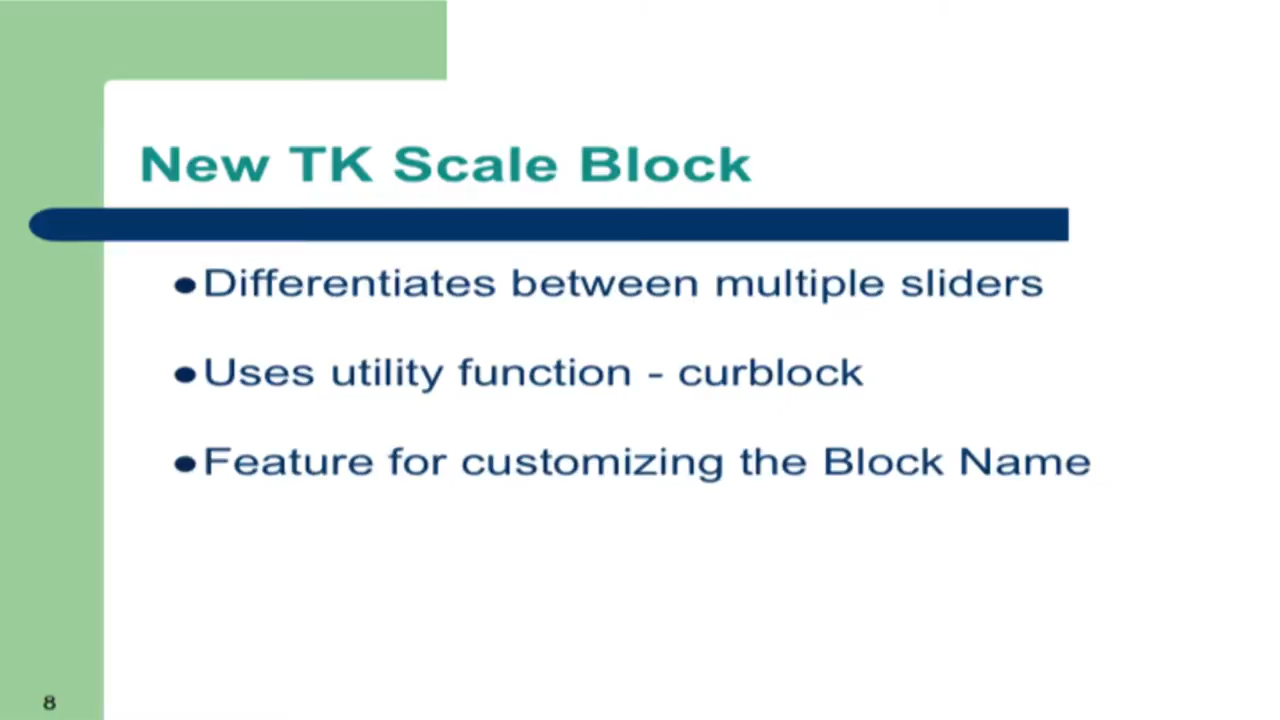 New TK Scale Block
●Differentiates between multiple sliders
●Uses utility function - curblock
●Feature for customizing the Block Name
8